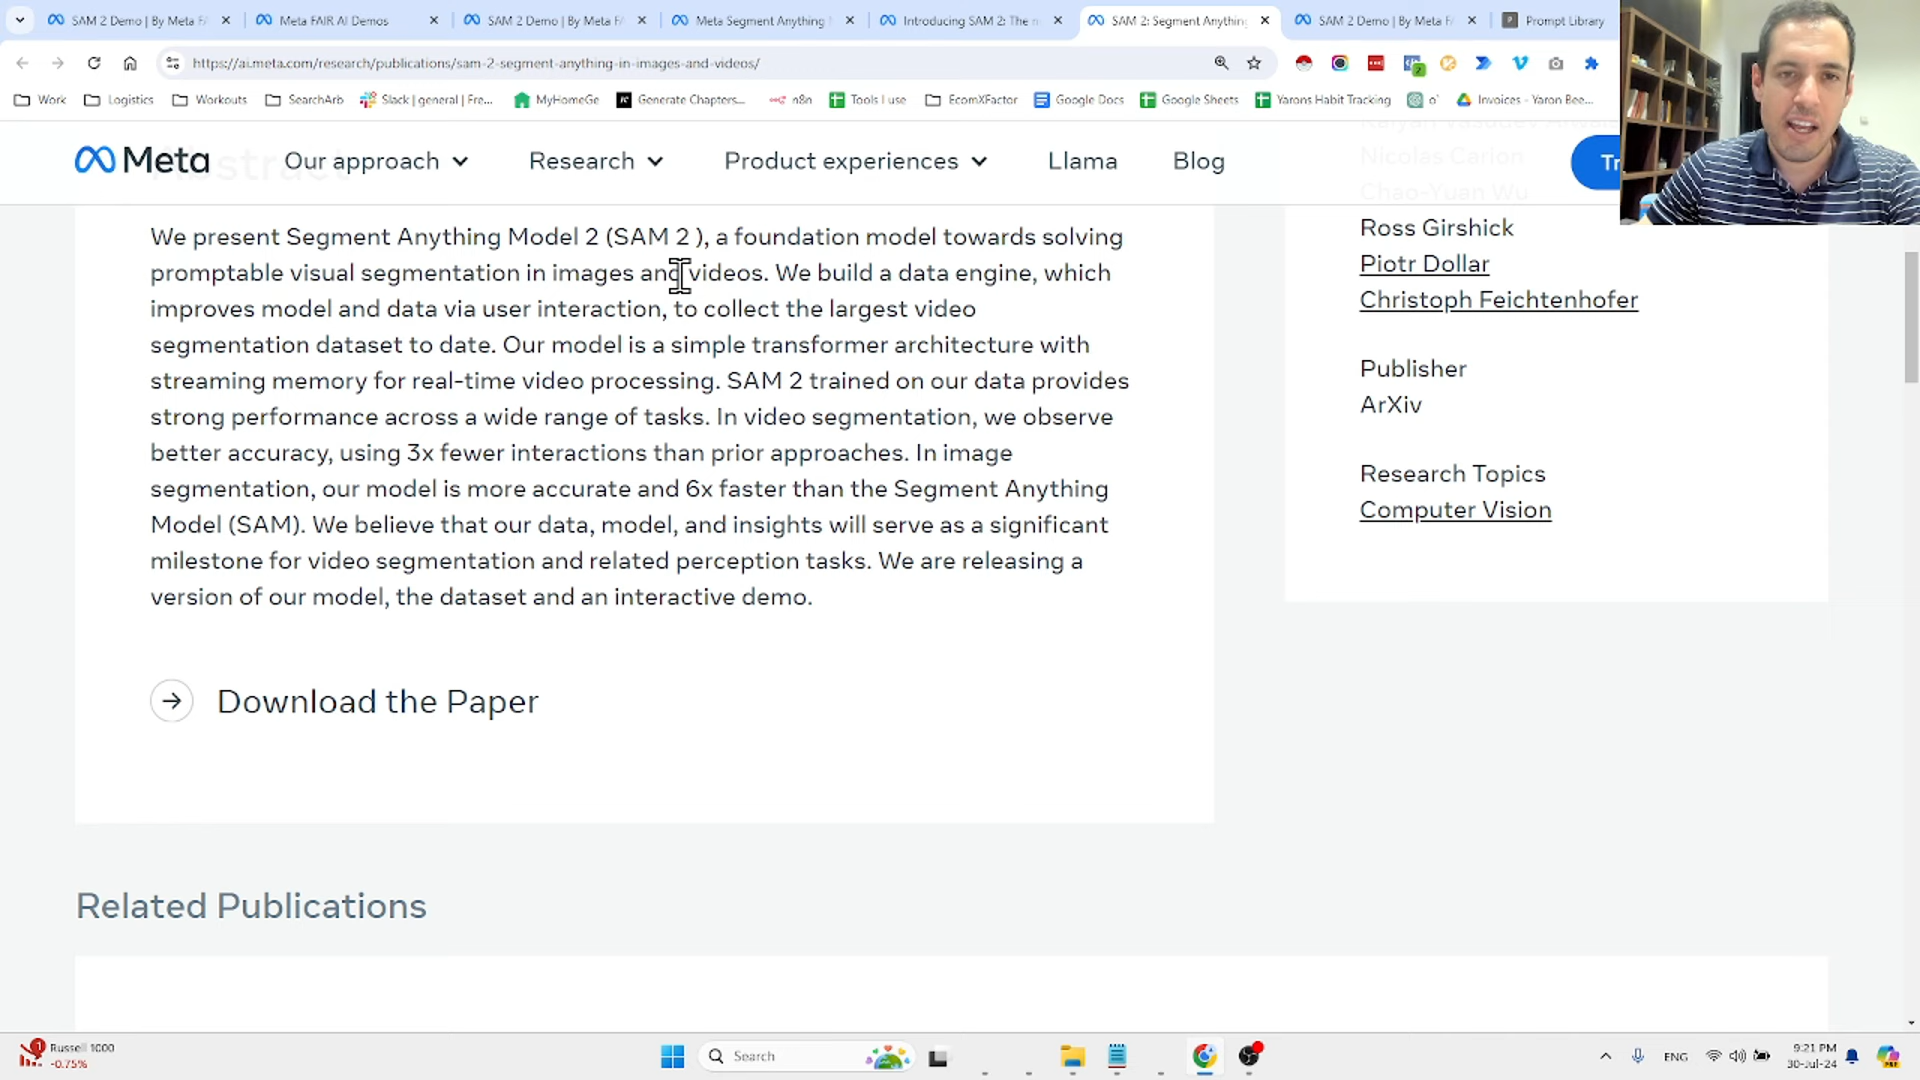 SAM 2 Demo | By Meta FA
Meta FAIR AI Demos
SAM 2 Demo | By Meta FA
Meta Segment Anything
Introducing SAM 2: The n
SAM 2: Segment Anything
SAM 2 Demo | By Meta FA
Prompt Library
https://ai.meta.com/research/publications/sam-2-segment-anything-in-images-and-videos/
Work
Logistics
Workouts
SearchArb
Slack | general | Fre...
MyHomeGe
Generate Chapters...
n8n
Tools I use
EcomXFactor
Google Docs
Google Sheets
Yarons Habit Tracking
Invoices - Yaron Bee...
Meta
Our approach
Research
Product experiences
Llama
Blog
Tr
Abstract
We present Segment Anything Model 2 (SAM 2 ), a foundation model towards solving
promptable visual segmentation in images and videos. We build a data engine, which
improves model and data via user interaction, to collect the largest video
segmentation dataset to date. Our model is a simple transformer architecture with
streaming memory for real-time video processing. SAM 2 trained on our data provides
strong performance across a wide range of tasks. In video segmentation, we observe
better accuracy, using 3x fewer interactions than prior approaches. In image
segmentation, our model is more accurate and 6x faster than the Segment Anything
Model (SAM). We believe that our data, model, and insights will serve as a significant
milestone for video segmentation and related perception tasks. We are releasing a
version of our model, the dataset and an interactive demo.
Download the Paper
Nicolas Carion
Chao-Yuan Wu
Ross Girshick
Piotr Dollar
Christoph Feichtenhofer
Publisher
ArXiv
Research Topics
Computer Vision
Related Publications
1
Russell 1000
-0.75%
Search
ENG
9:21 PM
30-Jul-24